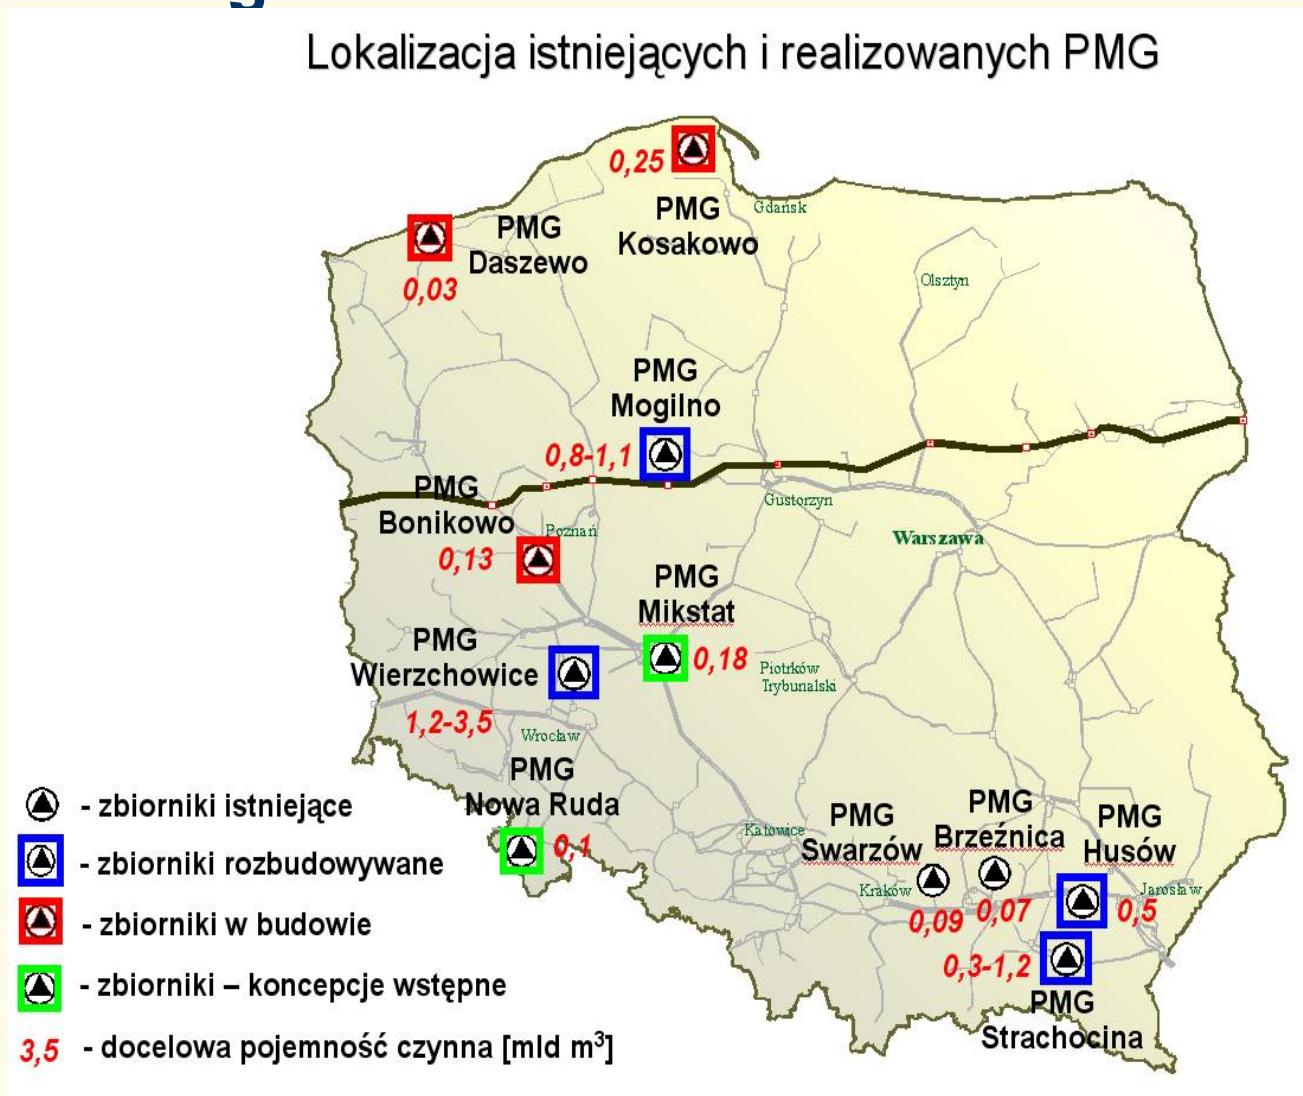 Lokalizacja istniejących i realizowanych PMG
0,25
PMG
Kosakowo
Gdańsk
PMG
Daszewo
0,03
Olsztyn
PMG
Mogilno
0,8-1,1
PMG
Bonikowo
0,13
Poznań
Gustorzyn
Warszawa
PMG
Mikstat
0,18
PMG
Wierzchowice
1,2-3,5
Piotrków
Trybunalski
Wrocław
PMG
Nowa Ruda
0,1
Katowice
PMG
Swarzów
PMG
Brzeźnica
PMG
Husów
Kraków
0,09
0,07
0,5
Jarosław
0,3-1,2
PMG
Strachocina
- zbiorniki istniejące
- zbiorniki rozbudowywane
- zbiorniki w budowie
- zbiorniki – koncepcje wstępne
3,5 - docelowa pojemność czynna [mld m³]